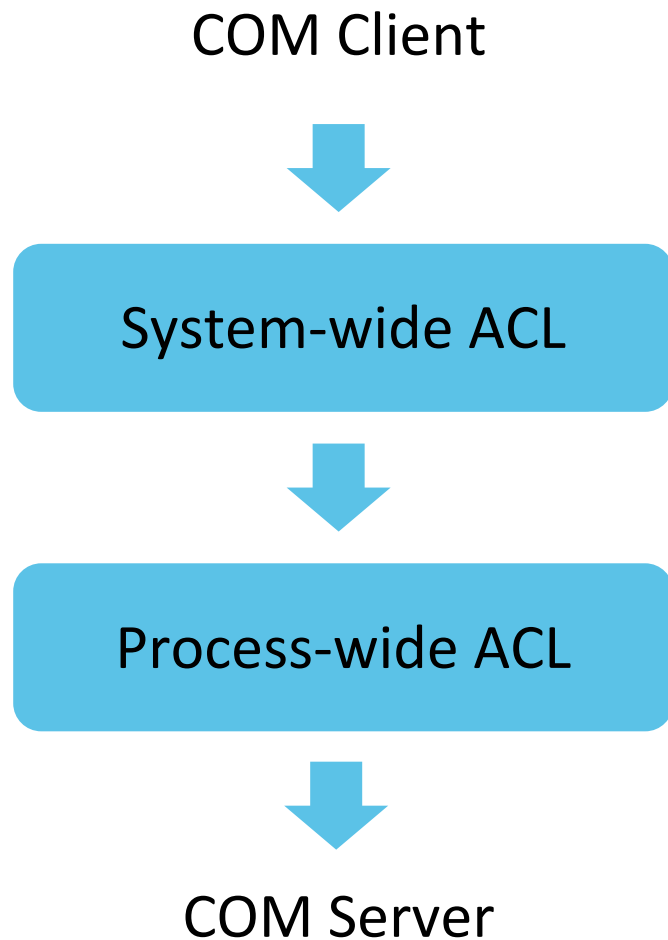 COM Client
System-wide ACL
Process-wide ACL
COM Server